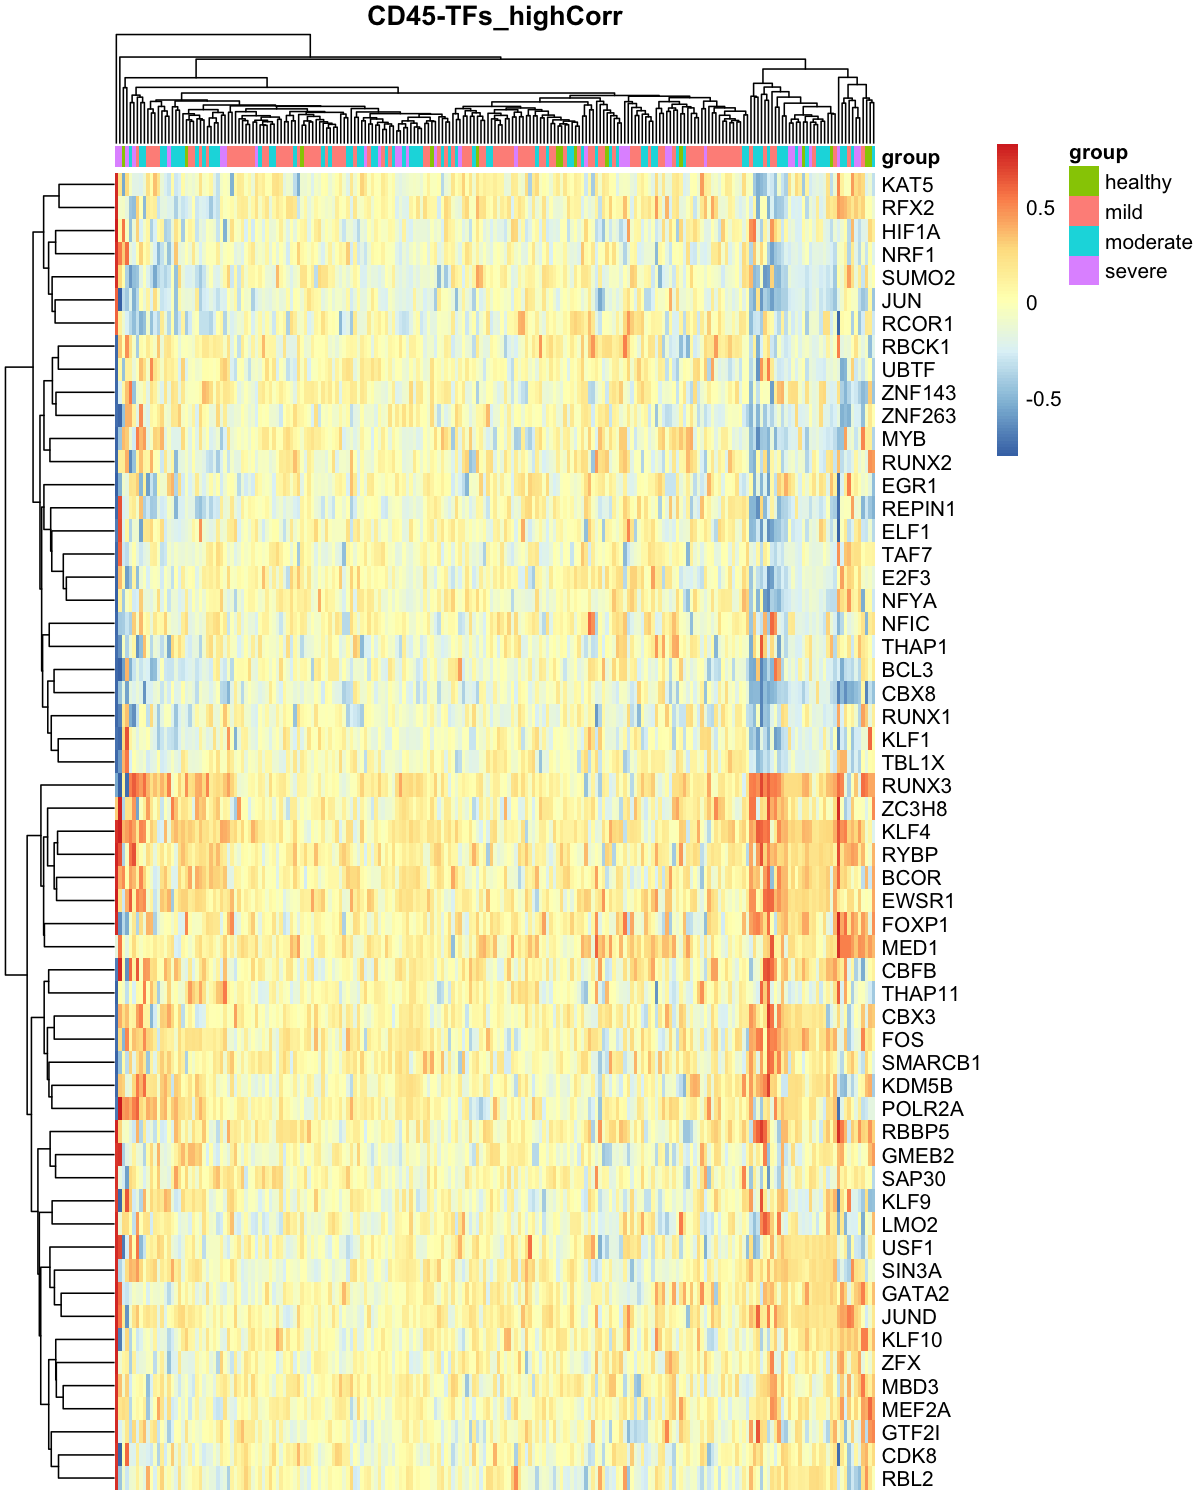 CD45-TFs_highCorr
group
KAT5
RFX2
HIF1A
NRF1
SUMO2
JUN
RCOR1
RBCK1
UBTF
ZNF143
ZNF263
MYB
RUNX2
EGR1
REPIN1
ELF1
TAF7
E2F3
NFYA
NFIC
THAP1
BCL3
CBX8
RUNX1
KLF1
TBL1X
RUNX3
ZC3H8
KLF4
RYBP
BCOR
EWSR1
FOXP1
MED1
CBFB
THAP11
CBX3
FOS
SMARCB1
KDM5B
POLR2A
RBBP5
GMEB2
SAP30
KLF9
LMO2
USF1
SIN3A
GATA2
JUND
KLF10
ZFX
MBD3
MEF2A
GTF2I
CDK8
RBL2
0.5
0
-0.5
group
healthy
mild
moderate
severe